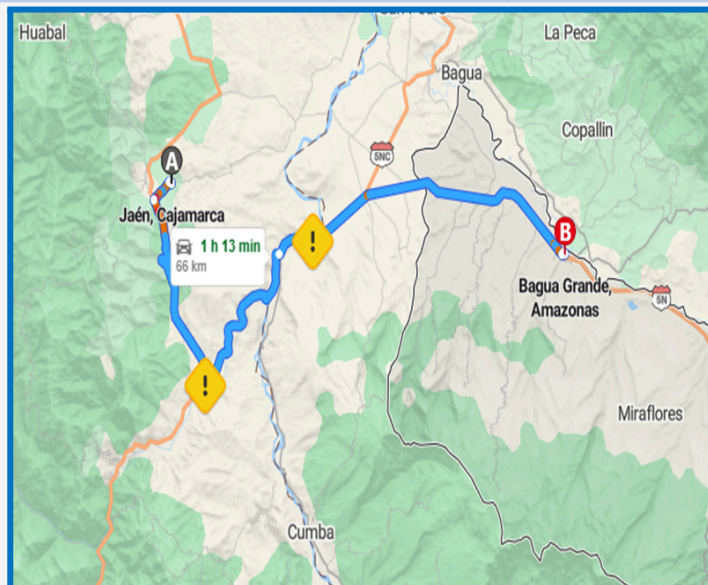 Huabal
La Peca
Bagua
Copallin
5NC
A
Jaén, Cajamarca
1 h 13 min
66 km
!
B
Bagua Grande,
Amazonas
5N
!
Miraflores
Cumba